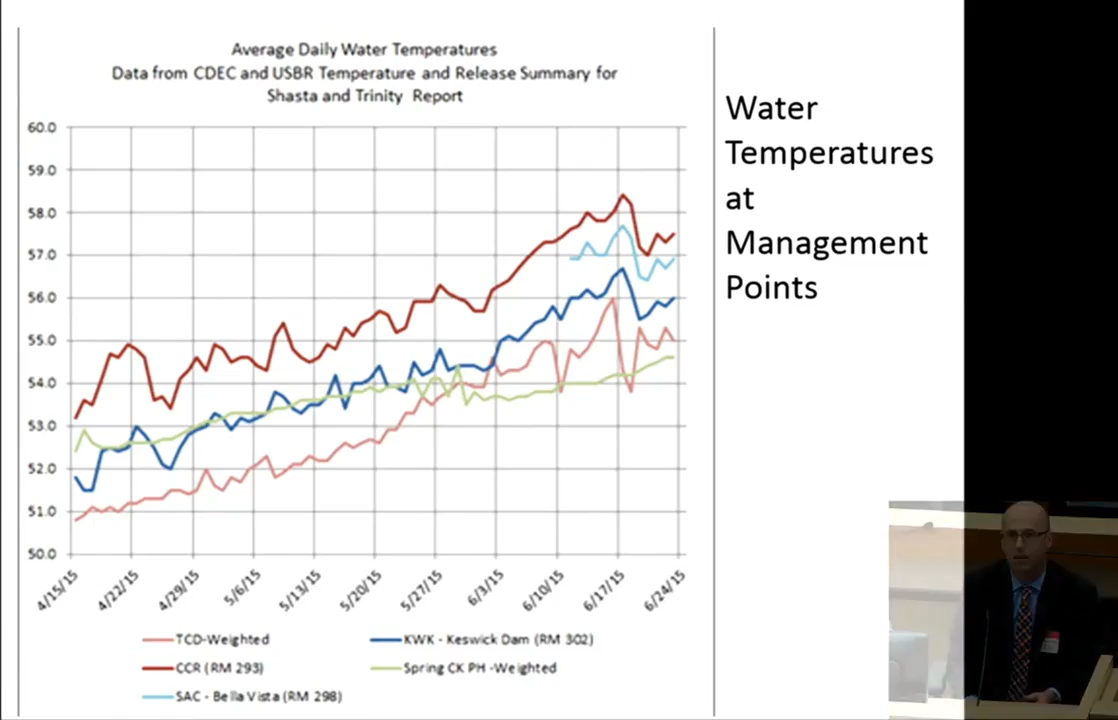 Average Daily Water Temperatures
Data from CDEC and USBR Temperature and Release Summary for
Shasta and Trinity Report
60.0
59.0
58.0
57.0
56.0
55.0
54.0
53.0
52.0
51.0
50.0
4/15/15
4/22/15
4/29/15
5/6/15
5/13/15
5/20/15
5/27/15
6/3/15
6/10/15
6/17/15
6/24/15
TCD-Weighted
KWK - Keswick Dam (RM 302)
CCR (RM 293)
Spring CK PH -Weighted
SAC - Bella Vista (RM 298)
Water
Temperatures
at
Management
Points